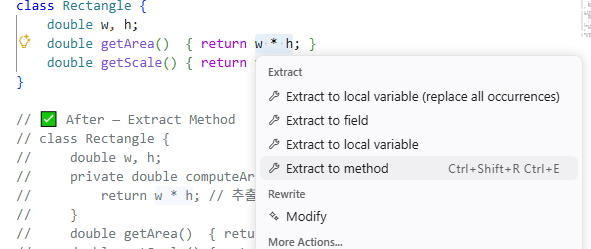 class Rectangle {
double w, h;
double getArea() { return w * h; }
double getScale() { return
}
// ✅ After – Extract Method
// class Rectangle {
// double w, h;
// private double computeAr
// return w * h; // 추출
// }
// double getArea() { retu
Extract
Extract to local variable (replace all occurrences)
Extract to field
Extract to local variable
Extract to method Ctrl+Shift+R Ctrl+E
Rewrite
Modify
More Actions...